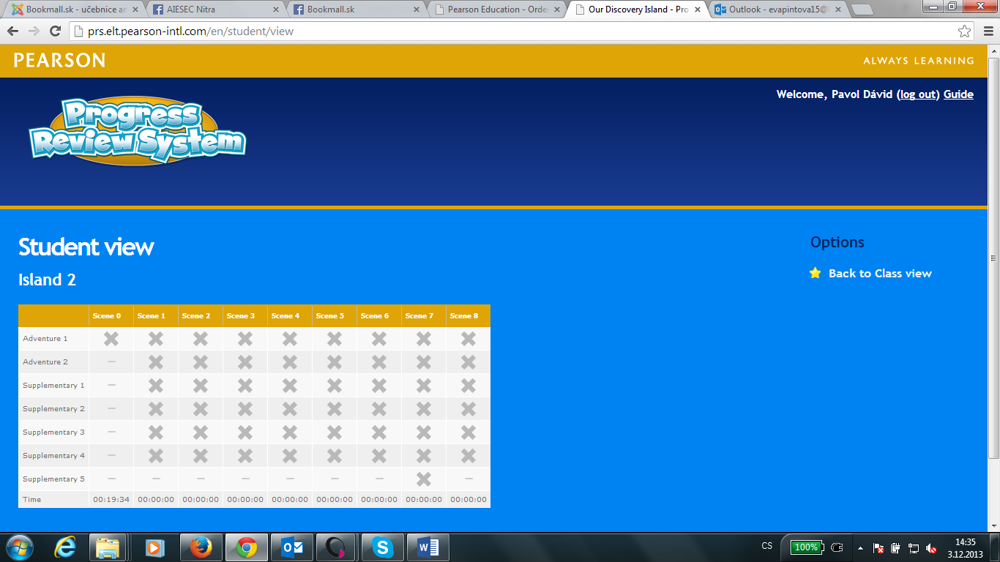 Bookmall.sk - učebnice ar
AIESEC Nitra
Bookmall.sk
Pearson Education - Orde
Our Discovery Island - Pro
Outlook - evapintova15@
prs.elt.pearson-intl.com/en/student/view
PEARSON
ALWAYS LEARNING
Welcome, Pavol Dávid (log out) Guide
Progress
Review System
Student view
Options
Island 2
Back to Class view
Scene 0 Scene 1 Scene 2 Scene 3 Scene 4 Scene 5 Scene 6 Scene 7 Scene 8
Adventure 1
Adventure 2
Supplementary 1
Supplementary 2
Supplementary 3
Supplementary 4
Supplementary 5
Time 00:19:34 00:00:00 00:00:00 00:00:00 00:00:00 00:00:00 00:00:00 00:00:00 00:00:00
CS
100%
14:35
3.12.2013